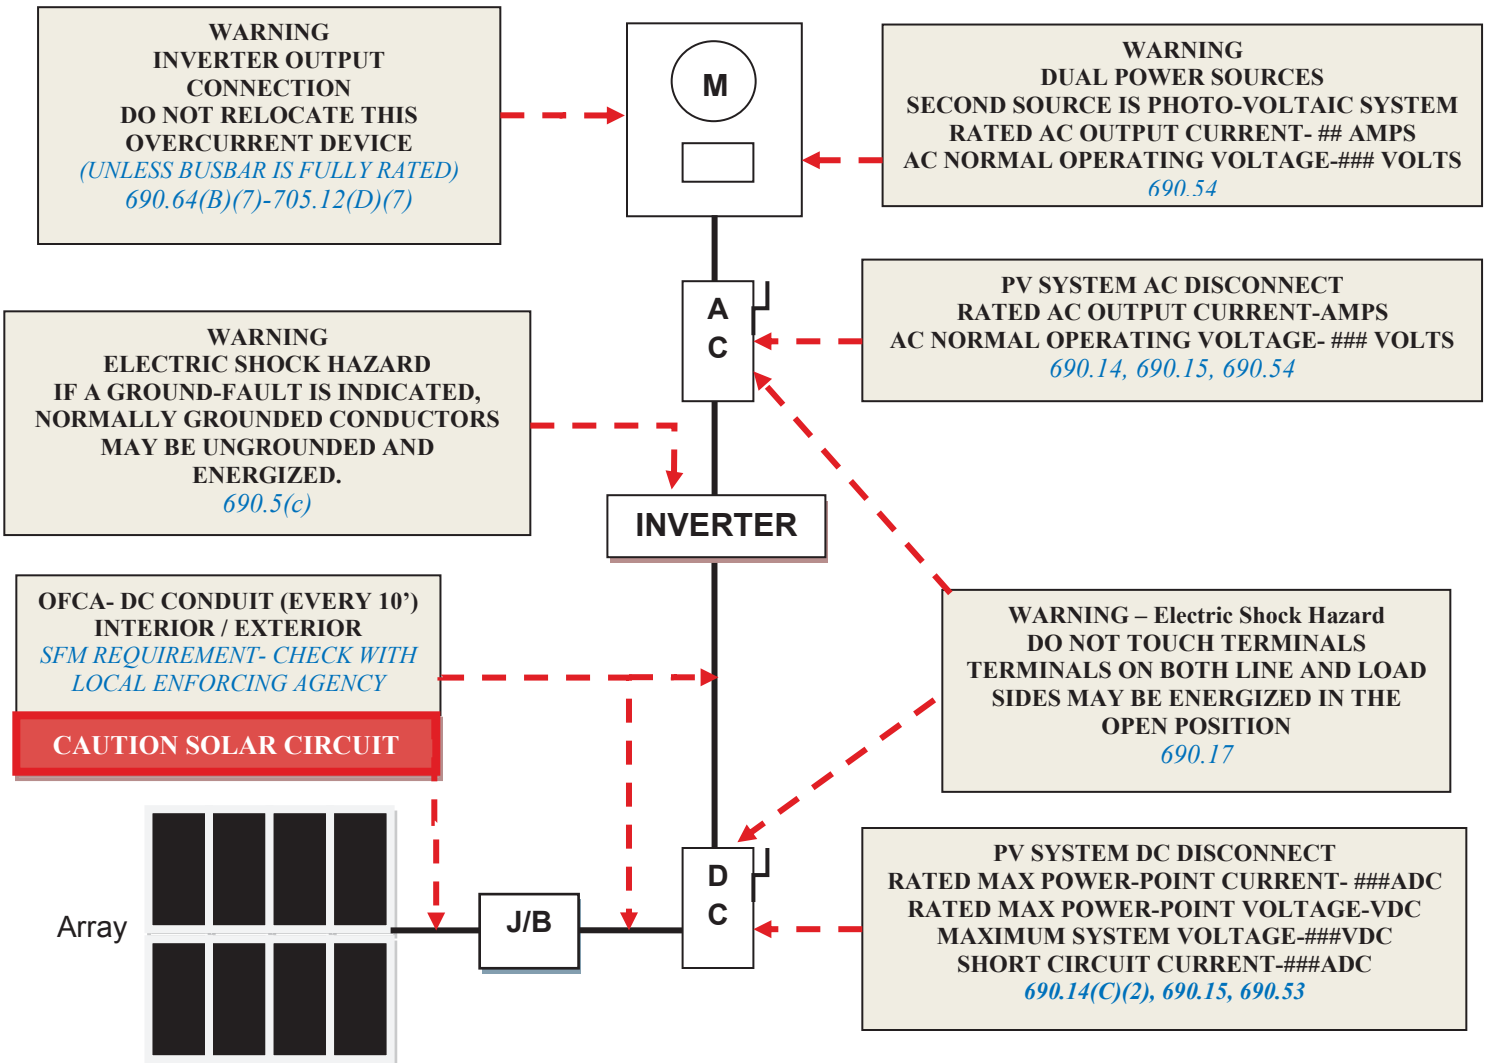 WARNING
INVERTER OUTPUT
CONNECTION
DO NOT RELOCATE THIS
OVERCURRENT DEVICE
(UNLESS BUSBAR IS FULLY RATED)
690.64(B)(7)-705.12(D)(7)
M
WARNING
DUAL POWER SOURCES
SECOND SOURCE IS PHOTO-VOLTAIC SYSTEM
RATED AC OUTPUT CURRENT- ## AMPS
AC NORMAL OPERATING VOLTAGE-### VOLTS
690.54
A
C
PV SYSTEM AC DISCONNECT
RATED AC OUTPUT CURRENT-AMPS
AC NORMAL OPERATING VOLTAGE- ### VOLTS
690.14, 690.15, 690.54
WARNING
ELECTRIC SHOCK HAZARD
IF A GROUND-FAULT IS INDICATED,
NORMALLY GROUNDED CONDUCTORS
MAY BE UNGROUNDED AND
ENERGIZED.
690.5(c)
INVERTER
OFCA- DC CONDUIT (EVERY 10’)
INTERIOR / EXTERIOR
SFM REQUIREMENT- CHECK WITH
LOCAL ENFORCING AGENCY
CAUTION SOLAR CIRCUIT
WARNING – Electric Shock Hazard
DO NOT TOUCH TERMINALS
TERMINALS ON BOTH LINE AND LOAD
SIDES MAY BE ENERGIZED IN THE
OPEN POSITION
690.17
Array
J/B
D
C
PV SYSTEM DC DISCONNECT
RATED MAX POWER-POINT CURRENT- ###ADC
RATED MAX POWER-POINT VOLTAGE-VDC
MAXIMUM SYSTEM VOLTAGE-###VDC
SHORT CIRCUIT CURRENT-###ADC
690.14(C)(2), 690.15, 690.53